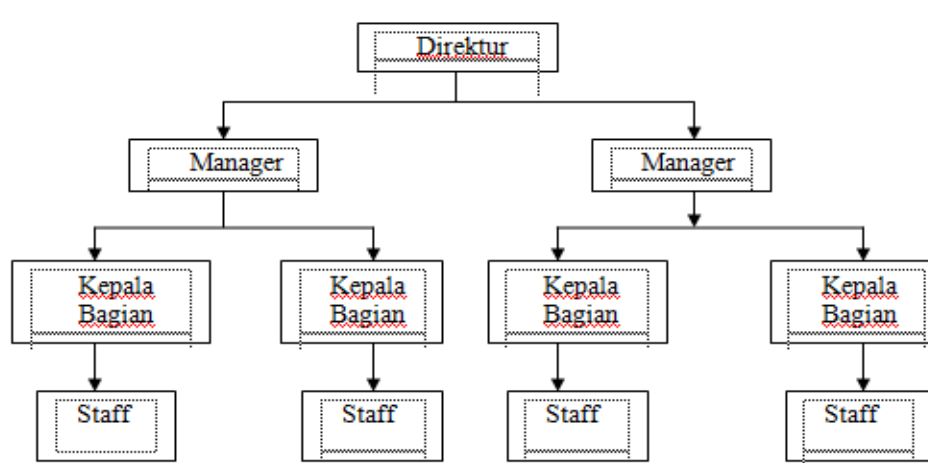 Direktur
Manager
Manager
Kepala
Bagian
Kepala
Bagian
Kepala
Bagian
Kepala
Bagian
Staff
Staff
Staff
Staff